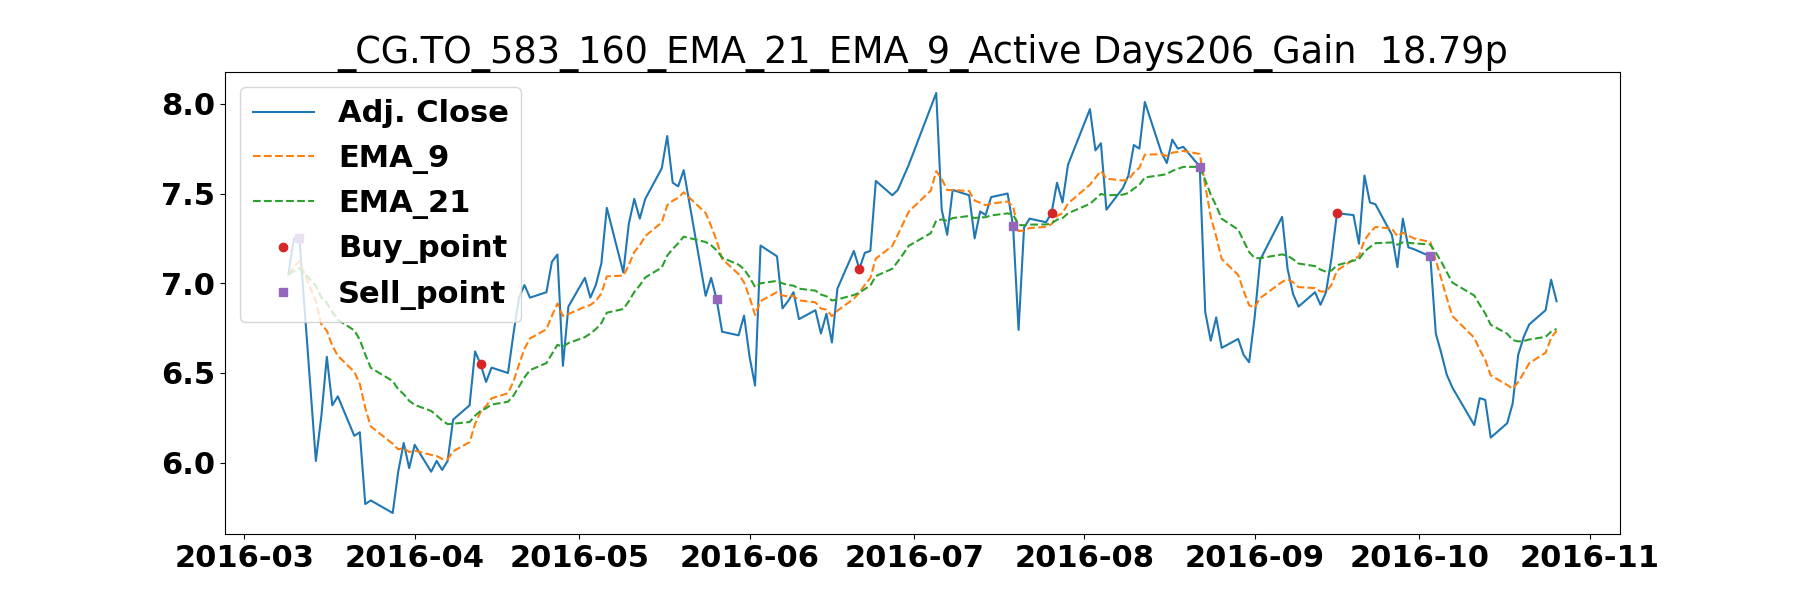 _CG.TO_583_160_EMA_21_EMA_9_Active Days206_Gain  18.79p
8.0
7.5
7.0
6.5
6.0
Adj. Close
EMA_9
EMA_21
Buy_point
Sell_point
2016-03 2016-04 2016-05 2016-06 2016-07 2016-08 2016-09 2016-10 2016-11